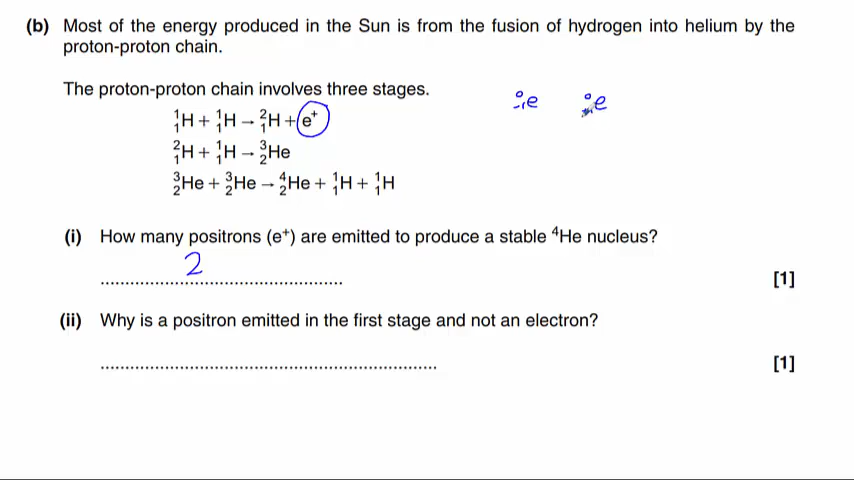 (b) Most of the energy produced in the Sun is from the fusion of hydrogen into helium by the
proton-proton chain.
The proton-proton chain involves three stages.
⁰₋₁e ⁰e
¹₁H + ¹₁H → ²₁H + e⁺
²₁H + ¹₁H → ³₂He
³₂He + ³₂He → ⁴₂He + ¹₁H + ¹₁H
(i) How many positrons (e⁺) are emitted to produce a stable ⁴He nucleus?
2
[1]
(ii) Why is a positron emitted in the first stage and not an electron?
[1]